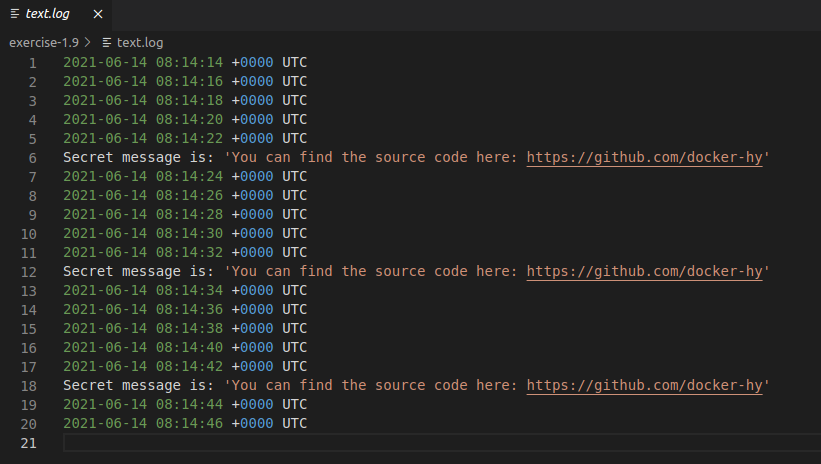 text.log
exercise-1.9 > text.log
1 2021-06-14 08:14:14 +0000 UTC
2 2021-06-14 08:14:16 +0000 UTC
3 2021-06-14 08:14:18 +0000 UTC
4 2021-06-14 08:14:20 +0000 UTC
5 2021-06-14 08:14:22 +0000 UTC
6 Secret message is: 'You can find the source code here: https://github.com/docker-hy'
7 2021-06-14 08:14:24 +0000 UTC
8 2021-06-14 08:14:26 +0000 UTC
9 2021-06-14 08:14:28 +0000 UTC
10 2021-06-14 08:14:30 +0000 UTC
11 2021-06-14 08:14:32 +0000 UTC
12 Secret message is: 'You can find the source code here: https://github.com/docker-hy'
13 2021-06-14 08:14:34 +0000 UTC
14 2021-06-14 08:14:36 +0000 UTC
15 2021-06-14 08:14:38 +0000 UTC
16 2021-06-14 08:14:40 +0000 UTC
17 2021-06-14 08:14:42 +0000 UTC
18 Secret message is: 'You can find the source code here: https://github.com/docker-hy'
19 2021-06-14 08:14:44 +0000 UTC
20 2021-06-14 08:14:46 +0000 UTC
21